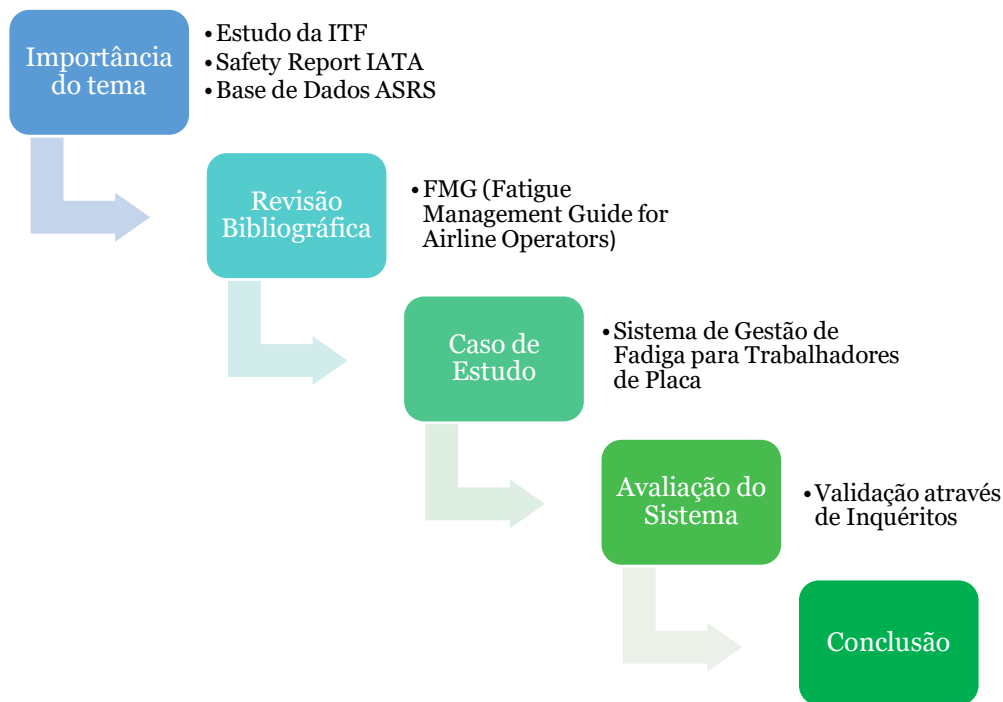 Importância
do tema
•Estudo da ITF
•Safety Report IATA
•Base de Dados ASRS
Revisão
Bibliográfica
•FMG (Fatigue
Management Guide for
Airline Operators)
Caso de
Estudo
•Sistema de Gestão de
Fadiga para Trabalhadores
de Placa
Avaliação do
Sistema
•Validação através
de Inquéritos
Conclusão